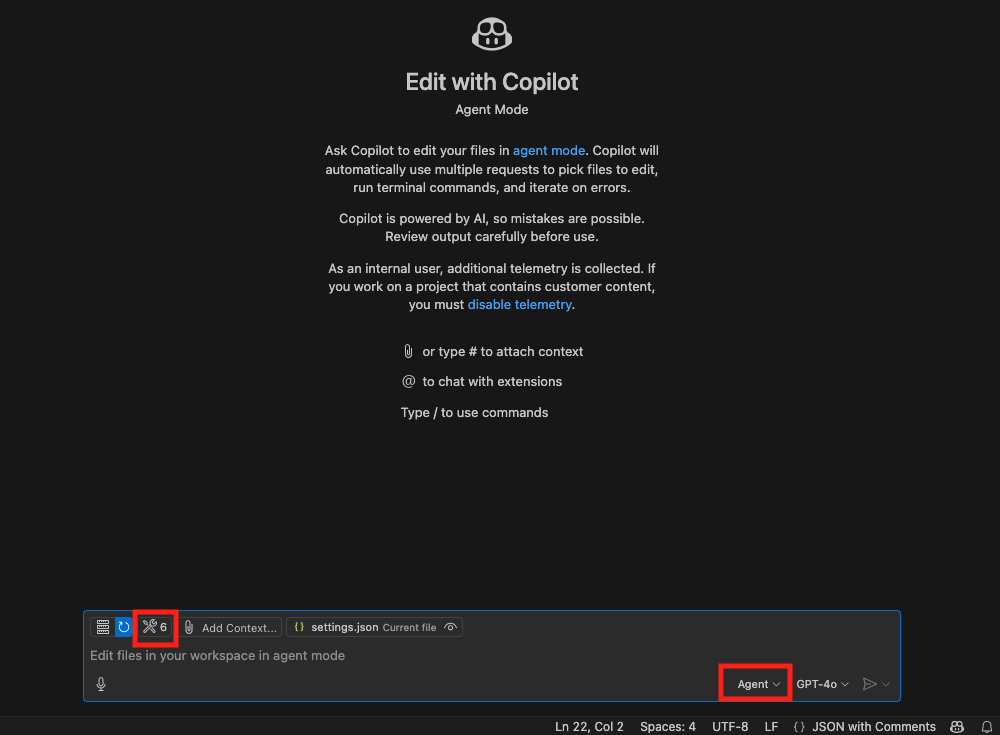 Edit with Copilot
Agent Mode
Ask Copilot to edit your files in agent mode. Copilot will
automatically use multiple requests to pick files to edit,
run terminal commands, and iterate on errors.
Copilot is powered by AI, so mistakes are possible.
Review output carefully before use.
As an internal user, additional telemetry is collected. If
you work on a project that contains customer content,
you must disable telemetry.
or type # to attach context
@ to chat with extensions
Type / to use commands
6 Add Context... {} settings.json Current file
Edit files in your workspace in agent mode
Agent GPT-4o
Ln 22, Col 2 Spaces: 4 UTF-8 LF {} JSON with Comments